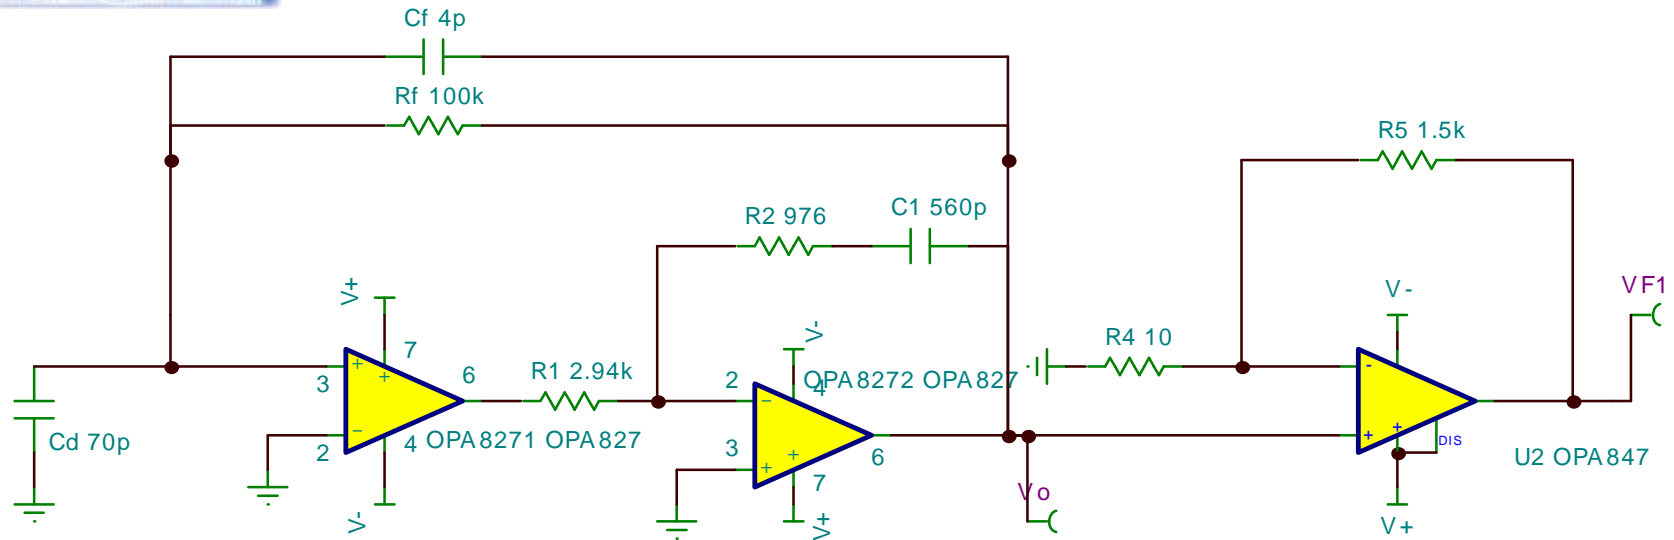 Cf 4p
Rf 100k
R5 1.5k
R2 976
C1 560p
V+
7
3
+
+
−
2
4
6
OPA8271 OPA827
V-
Cd 70p
R1 2.94k
V-
4
2
OPA8272 OPA827
−
+
+
3
7
6
V+
Vo
R4 10
V-
-
+
+
DIS
V+
U2 OPA847
VF1